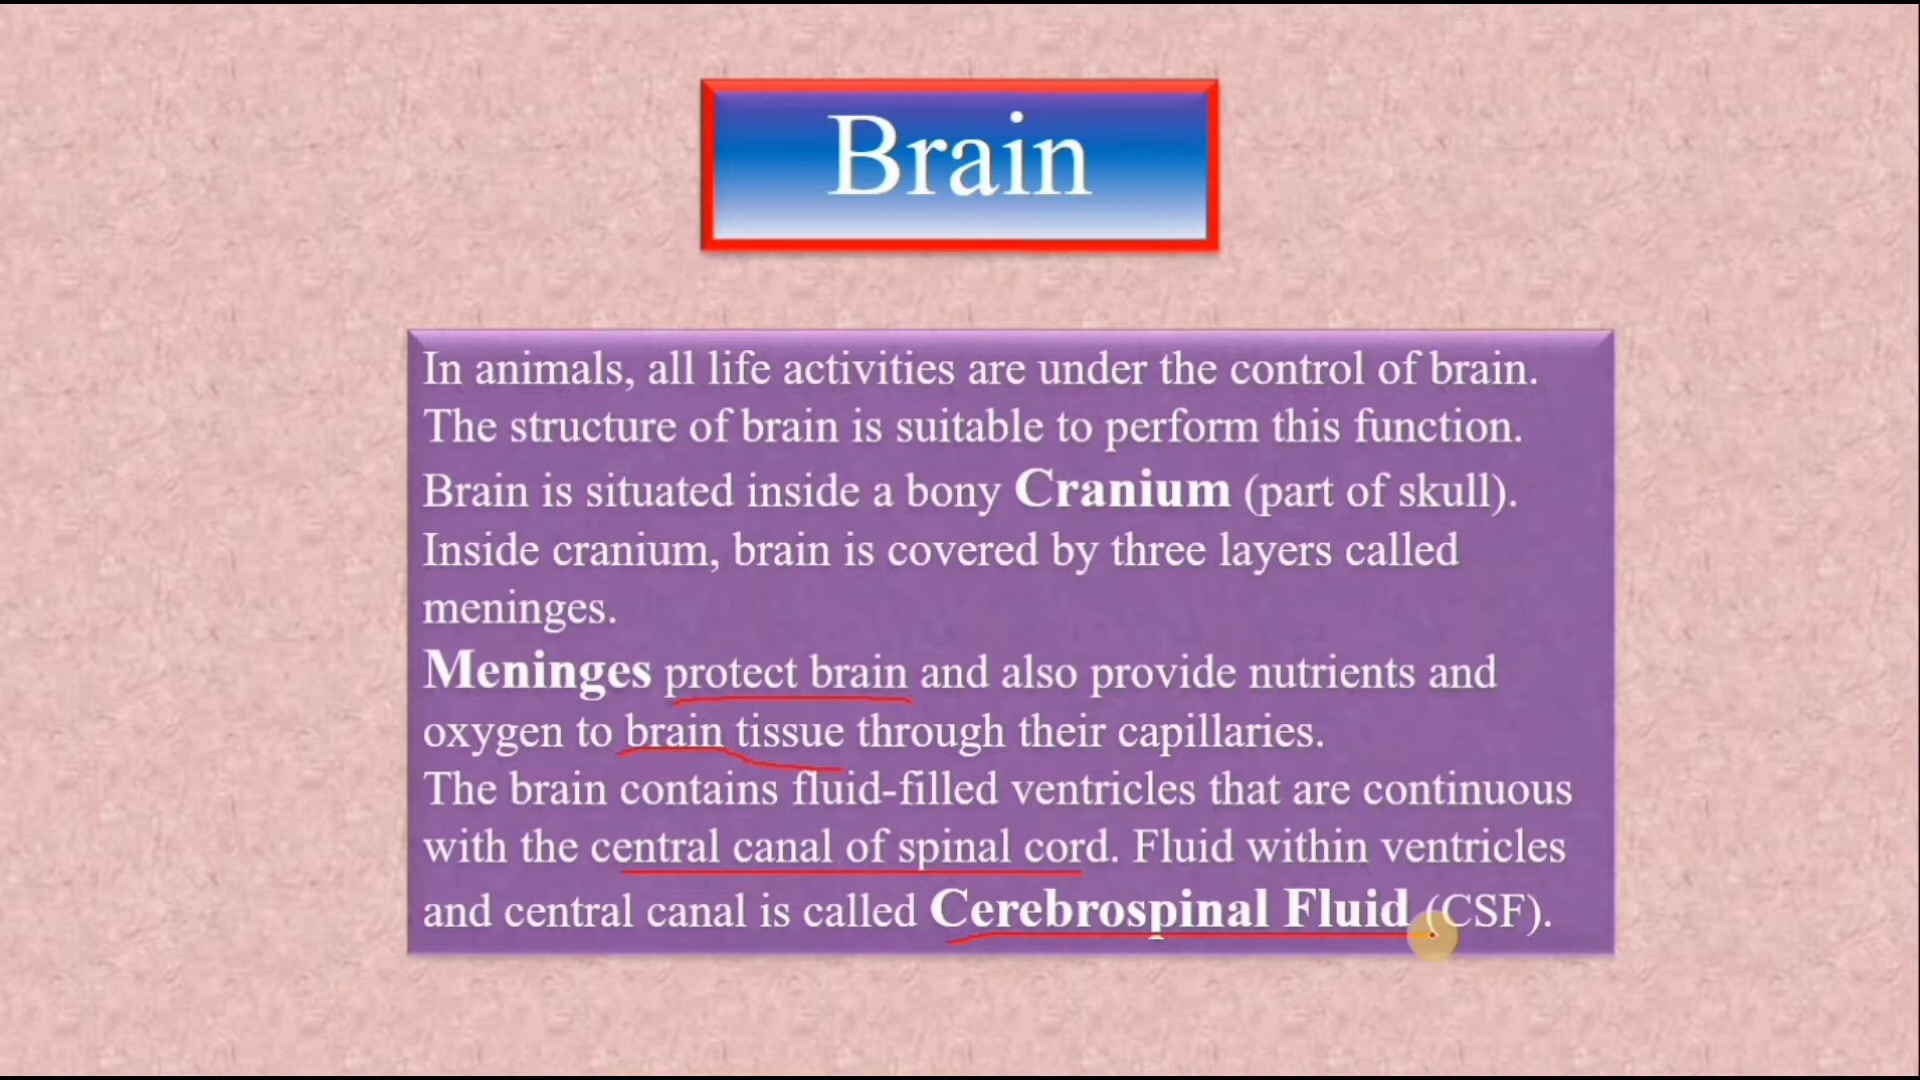 Brain
In animals, all life activities are under the control of brain.
The structure of brain is suitable to perform this function.
Brain is situated inside a bony Cranium (part of skull).
Inside cranium, brain is covered by three layers called
meninges.
Meninges protect brain and also provide nutrients and
oxygen to brain tissue through their capillaries.
The brain contains fluid-filled ventricles that are continuous
with the central canal of spinal cord. Fluid within ventricles
and central canal is called Cerebrospinal Fluid (CSF).